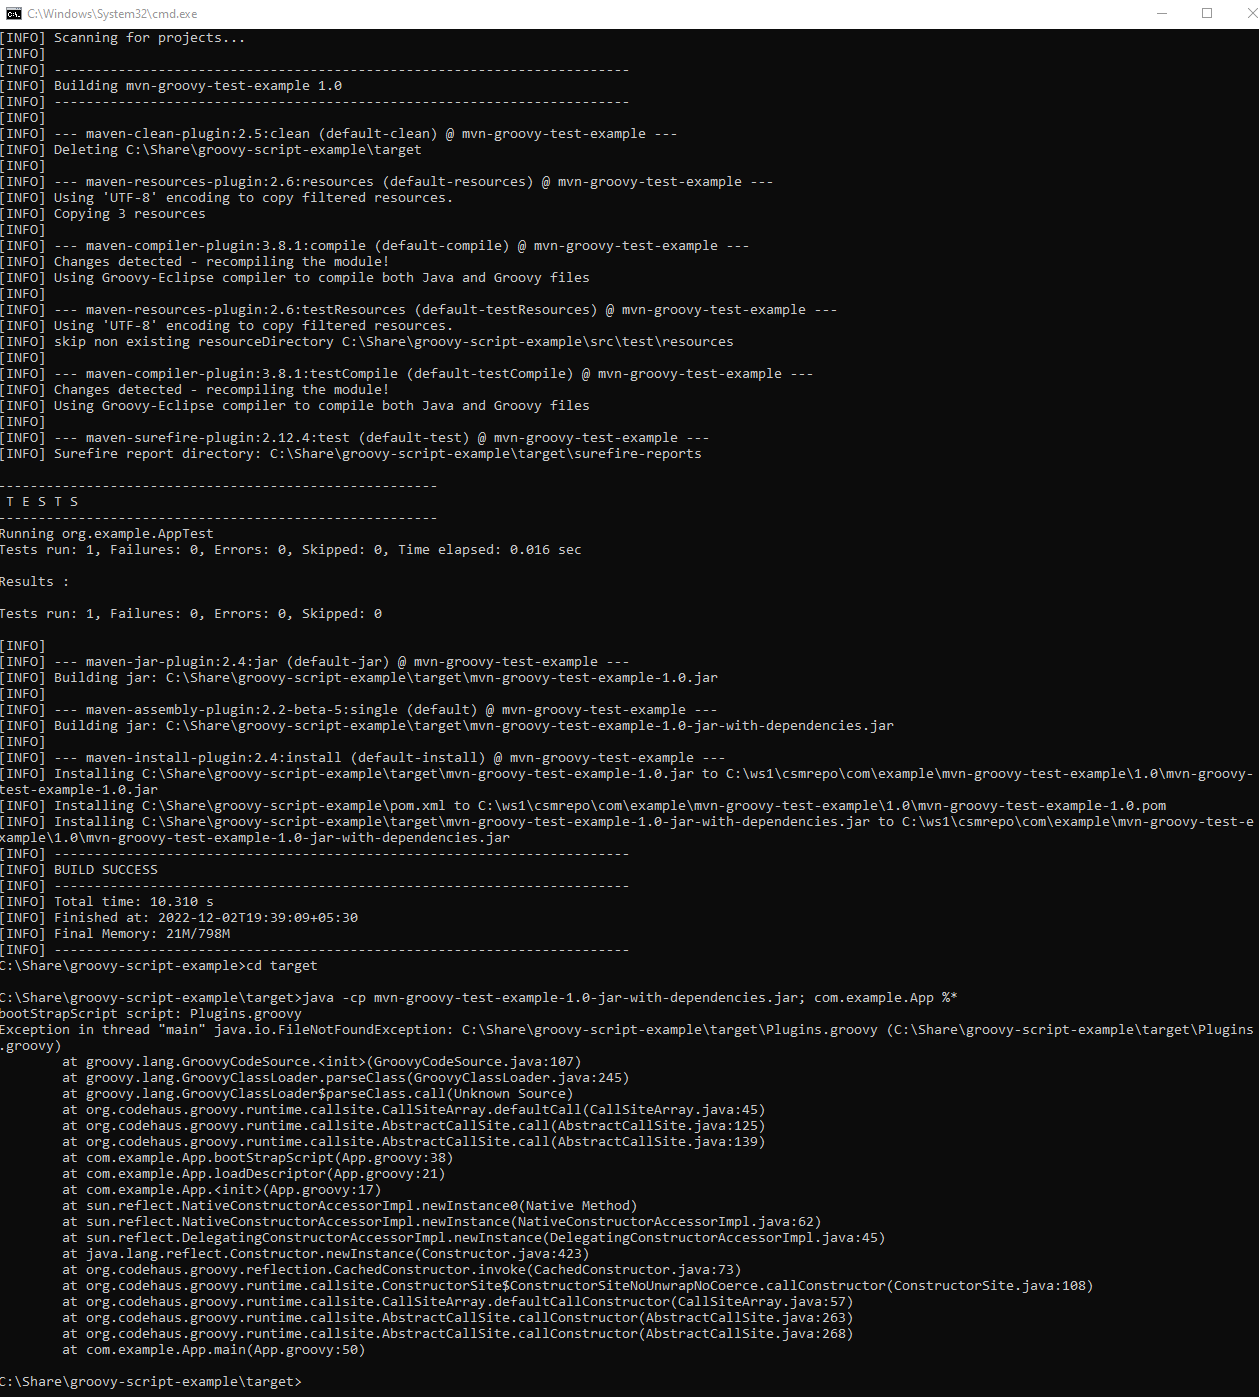 C:\Windows\System32\cmd.exe
[INFO] Scanning for projects...
[INFO]
[INFO] ------------------------------------------------------------------------
[INFO] Building mvn-groovy-test-example 1.0
[INFO] ------------------------------------------------------------------------
[INFO]
[INFO] --- maven-clean-plugin:2.5:clean (default-clean) @ mvn-groovy-test-example ---
[INFO] Deleting C:\Share\groovy-script-example\target
[INFO]
[INFO] --- maven-resources-plugin:2.6:resources (default-resources) @ mvn-groovy-test-example ---
[INFO] Using 'UTF-8' encoding to copy filtered resources.
[INFO] Copying 3 resources
[INFO]
[INFO] --- maven-compiler-plugin:3.8.1:compile (default-compile) @ mvn-groovy-test-example ---
[INFO] Changes detected - recompiling the module!
[INFO] Using Groovy-Eclipse compiler to compile both Java and Groovy files
[INFO]
[INFO] --- maven-resources-plugin:2.6:testResources (default-testResources) @ mvn-groovy-test-example ---
[INFO] Using 'UTF-8' encoding to copy filtered resources.
[INFO] skip non existing resourceDirectory C:\Share\groovy-script-example\src\test\resources
[INFO]
[INFO] --- maven-compiler-plugin:3.8.1:testCompile (default-testCompile) @ mvn-groovy-test-example ---
[INFO] Changes detected - recompiling the module!
[INFO] Using Groovy-Eclipse compiler to compile both Java and Groovy files
[INFO]
[INFO] --- maven-surefire-plugin:2.12.4:test (default-test) @ mvn-groovy-test-example ---
[INFO] Surefire report directory: C:\Share\groovy-script-example\target\surefire-reports
-------------------------------------------------------
 T E S T S
-------------------------------------------------------
Running org.example.AppTest
Tests run: 1, Failures: 0, Errors: 0, Skipped: 0, Time elapsed: 0.016 sec
Results :
Tests run: 1, Failures: 0, Errors: 0, Skipped: 0
[INFO]
[INFO] --- maven-jar-plugin:2.4:jar (default-jar) @ mvn-groovy-test-example ---
[INFO] Building jar: C:\Share\groovy-script-example\target\mvn-groovy-test-example-1.0.jar
[INFO]
[INFO] --- maven-assembly-plugin:2.2-beta-5:single (default) @ mvn-groovy-test-example ---
[INFO] Building jar: C:\Share\groovy-script-example\target\mvn-groovy-test-example-1.0-jar-with-dependencies.jar
[INFO]
[INFO] --- maven-install-plugin:2.4:install (default-install) @ mvn-groovy-test-example ---
[INFO] Installing C:\Share\groovy-script-example\target\mvn-groovy-test-example-1.0.jar to C:\ws1\csmrepo\com\example\mvn-groovy-test-example\1.0\mvn-groovy-
test-example-1.0.jar
[INFO] Installing C:\Share\groovy-script-example\pom.xml to C:\ws1\csmrepo\com\example\mvn-groovy-test-example\1.0\mvn-groovy-test-example-1.0.pom
[INFO] Installing C:\Share\groovy-script-example\target\mvn-groovy-test-example-1.0-jar-with-dependencies.jar to C:\ws1\csmrepo\com\example\mvn-groovy-test-e
xample\1.0\mvn-groovy-test-example-1.0-jar-with-dependencies.jar
[INFO] ------------------------------------------------------------------------
[INFO] BUILD SUCCESS
[INFO] ------------------------------------------------------------------------
[INFO] Total time: 10.310 s
[INFO] Finished at: 2022-12-02T19:39:09+05:30
[INFO] Final Memory: 21M/798M
[INFO] ------------------------------------------------------------------------
C:\Share\groovy-script-example>cd target
C:\Share\groovy-script-example\target>java -cp mvn-groovy-test-example-1.0-jar-with-dependencies.jar; com.example.App %*
bootStrapScript script: Plugins.groovy
Exception in thread "main" java.io.FileNotFoundException: C:\Share\groovy-script-example\target\Plugins.groovy (C:\Share\groovy-script-example\target\Plugins
.groovy)
        at groovy.lang.GroovyCodeSource.<init>(GroovyCodeSource.java:107)
        at groovy.lang.GroovyClassLoader.parseClass(GroovyClassLoader.java:245)
        at groovy.lang.GroovyClassLoader$parseClass.call(Unknown Source)
        at org.codehaus.groovy.runtime.callsite.CallSiteArray.defaultCall(CallSiteArray.java:45)
        at org.codehaus.groovy.runtime.callsite.AbstractCallSite.call(AbstractCallSite.java:125)
        at org.codehaus.groovy.runtime.callsite.AbstractCallSite.call(AbstractCallSite.java:139)
        at com.example.App.bootStrapScript(App.groovy:38)
        at com.example.App.loadDescriptor(App.groovy:21)
        at com.example.App.<init>(App.groovy:17)
        at sun.reflect.NativeConstructorAccessorImpl.newInstance0(Native Method)
        at sun.reflect.NativeConstructorAccessorImpl.newInstance(NativeConstructorAccessorImpl.java:62)
        at sun.reflect.DelegatingConstructorAccessorImpl.newInstance(DelegatingConstructorAccessorImpl.java:45)
        at java.lang.reflect.Constructor.newInstance(Constructor.java:423)
        at org.codehaus.groovy.reflection.CachedConstructor.invoke(CachedConstructor.java:73)
        at org.codehaus.groovy.runtime.callsite.ConstructorSite$ConstructorSiteNoUnwrapNoCoerce.callConstructor(ConstructorSite.java:108)
        at org.codehaus.groovy.runtime.callsite.CallSiteArray.defaultCallConstructor(CallSiteArray.java:57)
        at org.codehaus.groovy.runtime.callsite.AbstractCallSite.callConstructor(AbstractCallSite.java:263)
        at org.codehaus.groovy.runtime.callsite.AbstractCallSite.callConstructor(AbstractCallSite.java:268)
        at com.example.App.main(App.groovy:50)
C:\Share\groovy-script-example\target>